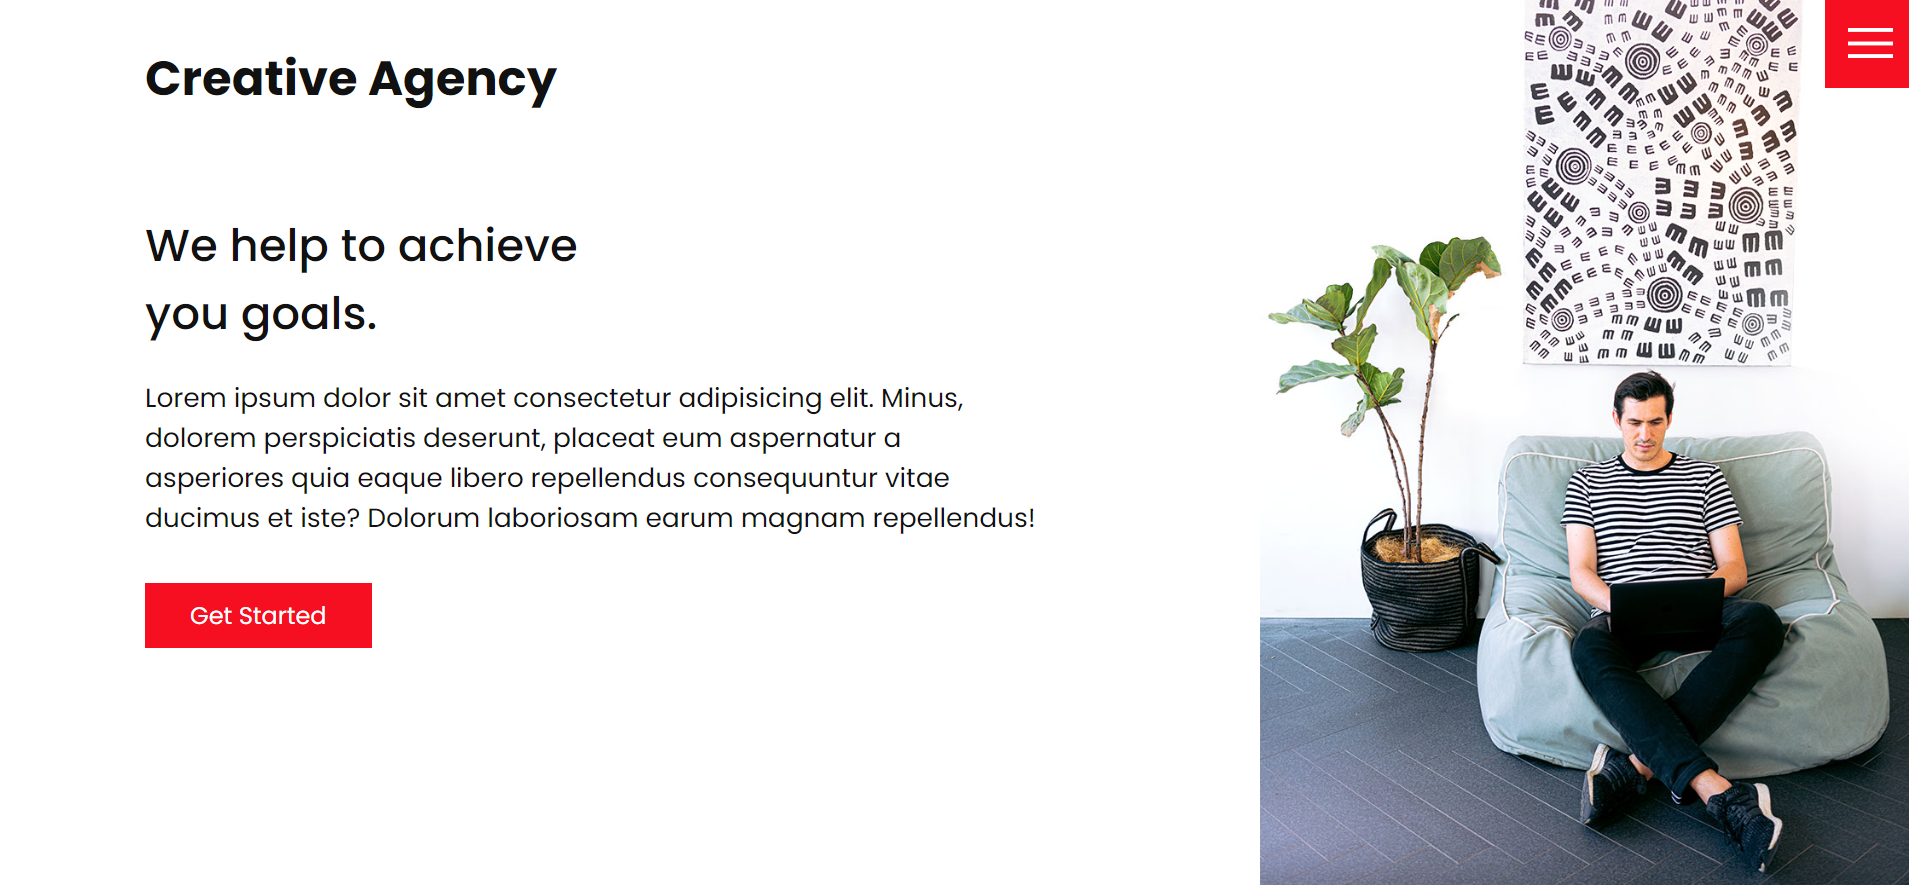 Creative Agency
We help to achieve
you goals.
Lorem ipsum dolor sit amet consectetur adipisicing elit. Minus,
dolorem perspiciatis deserunt, placeat eum aspernatur a
asperiores quia eaque libero repellendus consequuntur vitae
ducimus et iste? Dolorum laboriosam earum magnam repellendus!
Get Started